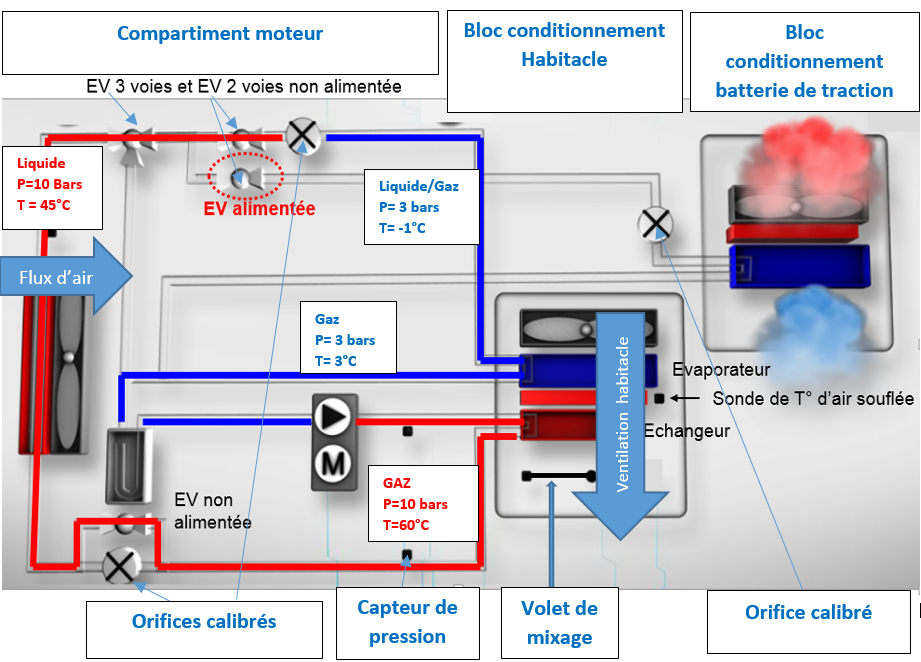 Compartiment moteur
Bloc conditionnement
Habitacle
Bloc
conditionnement
batterie de traction
EV 3 voies et EV 2 voies non alimentée
Liquide
P=10 Bars
T = 45°C
EV alimentée
Liquide/Gaz
P= 3 bars
T= -1°C
Flux d'air
Gaz
P= 3 bars
T= 3°C
Ventilation habitacle
Evaporateur
Sonde de T° d'air souflée
Echangeur
M
GAZ
P=10 bars
T=60°C
EV non
alimentée
Orifices calibrés
Capteur de
pression
Volet de
mixage
Orifice calibré